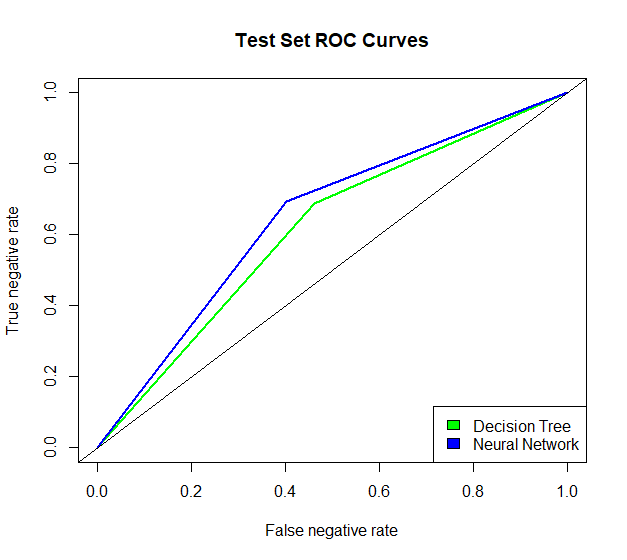 Test Set ROC Curves
True negative rate
1.0
0.8
0.6
0.4
0.2
0.0
Decision Tree
Neural Network
0.0 0.2 0.4 0.6 0.8 1.0
False negative rate